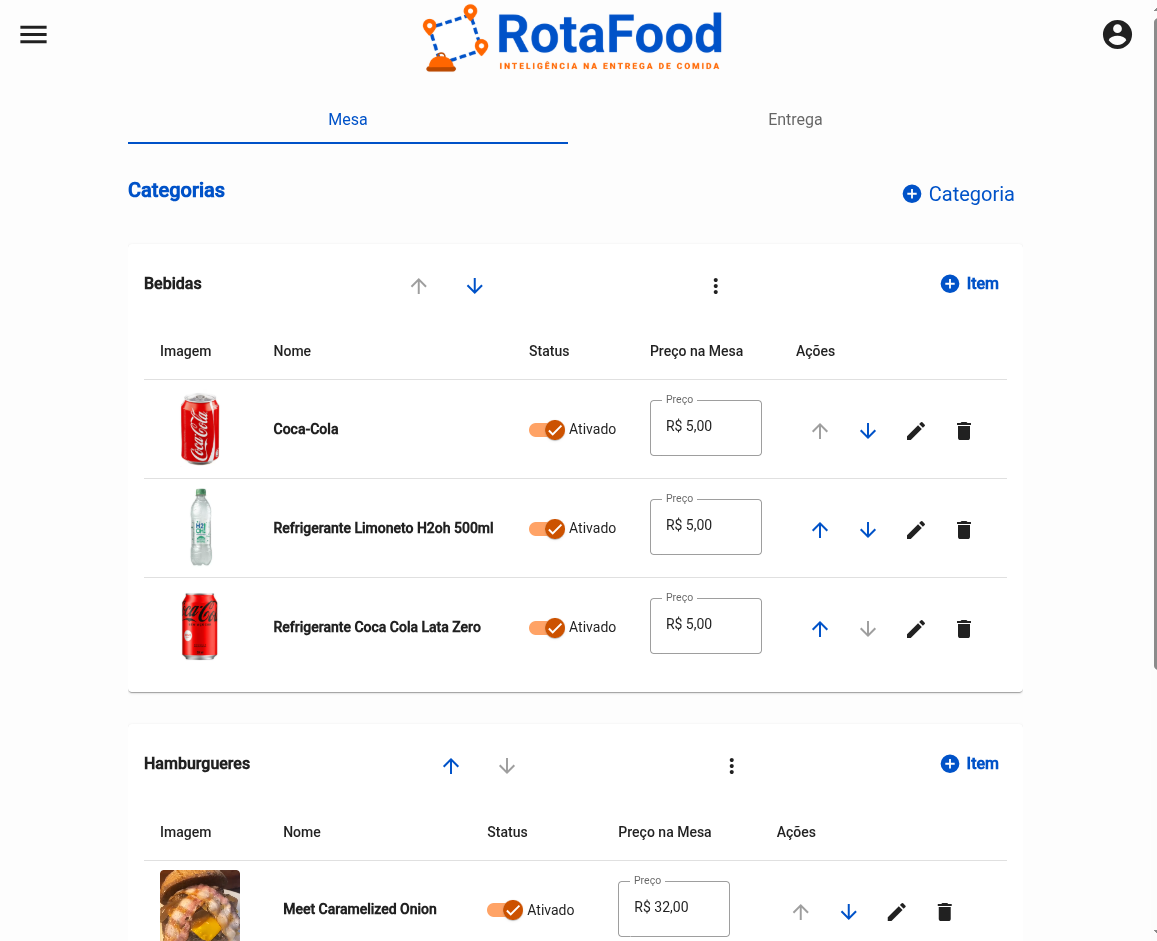 RotaFood
INTELIGÊNCIA NA ENTREGA DE COMIDA
Mesa Entrega
Categorias Categoria
Bebidas Item
Imagem Nome Status Preço na Mesa Ações
Preço
Coca-Cola Ativado R$ 5,00
Coca-Cola
Preço
Refrigerante Limoneto H2oh 500ml Ativado R$ 5,00
Preço
Refrigerante Coca Cola Lata Zero Ativado R$ 5,00
Hamburgueres Item
Imagem Nome Status Preço na Mesa Ações
Preço
Meet Caramelized Onion Ativado R$ 32,00